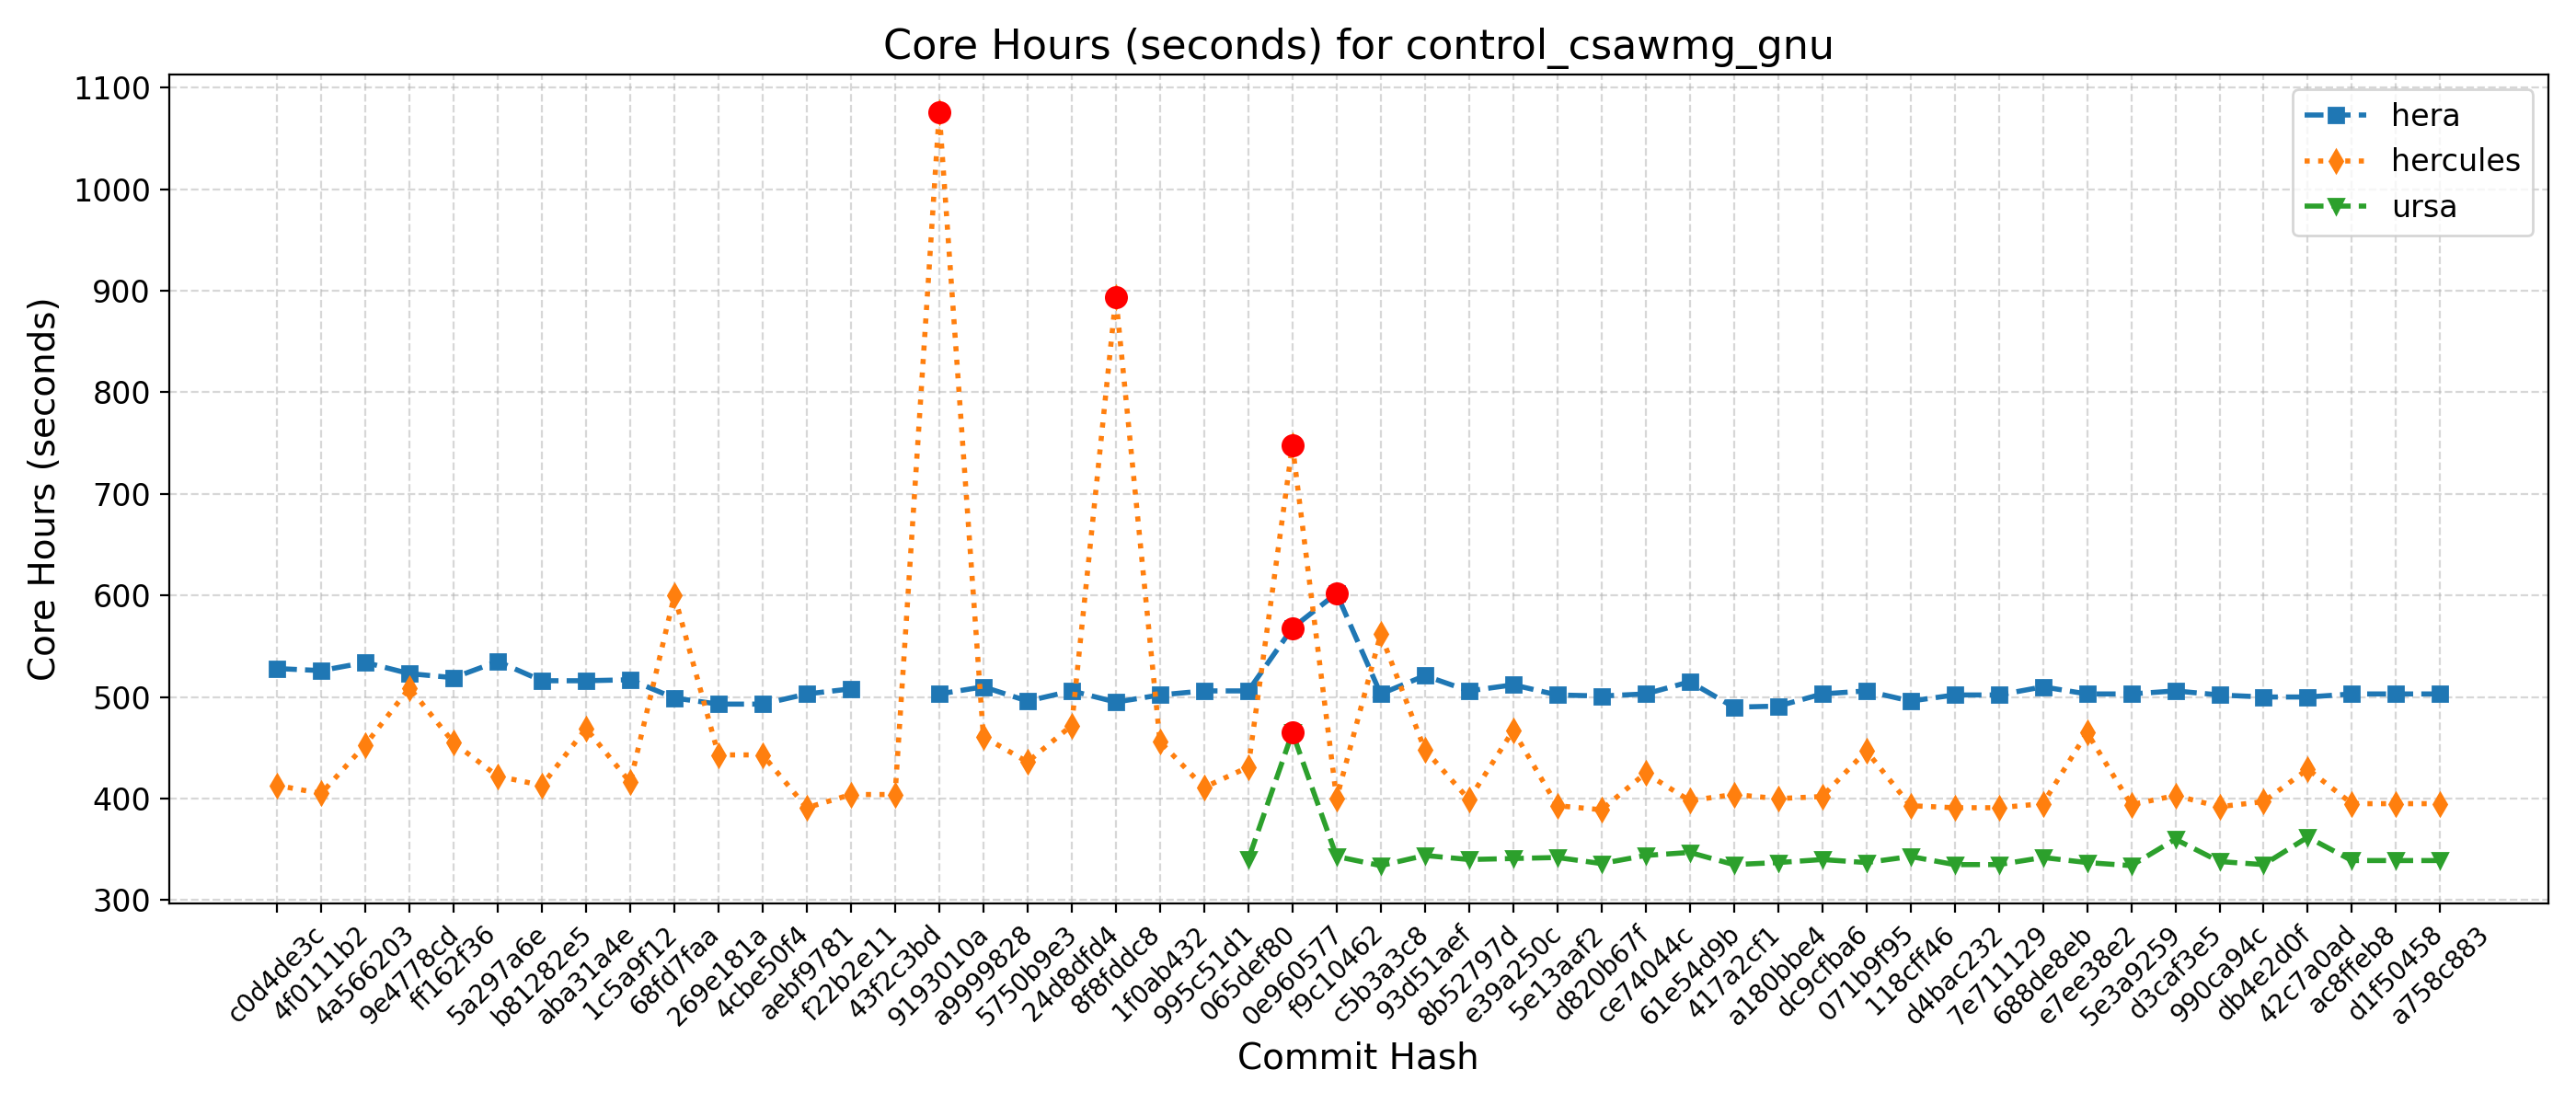 Core Hours (seconds) for control_csawmg_gnu
1100
1000
900
800
700
600
500
400
300
Core Hours (seconds)
hera
hercules
ursa
c0d4de3c
4f0111b2
4a566203
9e4778cd
ff162f36
5a297a6e
b81282e5
aba31a4e
1c5a9f12
68fd7faa
269e181a
4cbe50f4
aebf9781
f22b2e11
43f2c3bd
9193010a
a9999828
5750b9e3
24d8dfd4
8f8fddc8
1f0ab432
995c51d1
065def80
0e960577
f9c10462
c5b3a3c8
93d51aef
8b52797d
e39a250c
5e13aaf2
d820b67f
ce74044c
61e54d9b
417a2cf1
a180bbe4
dc9cfba6
071b9f95
118cff46
d4bac232
7e711129
688de8eb
e7ee38e2
5e3a9259
d3caf3e5
990ca94c
db4e2d0f
42c7a0ad
ac8ffeb8
d1f50458
a758c883
Commit Hash